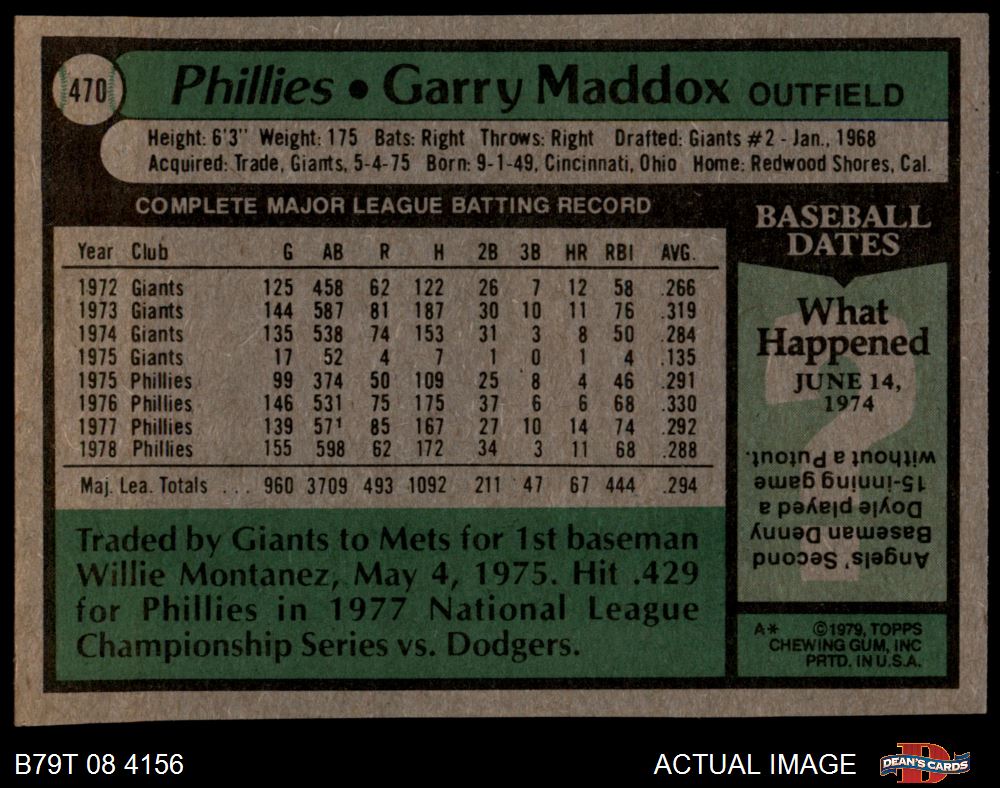 470
Phillies • Garry Maddox OUTFIELD
Height: 6'3" Weight: 175 Bats: Right Throws: Right Drafted: Giants #2 - Jan., 1968
Acquired: Trade, Giants, 5-4-75 Born: 9-1-49, Cincinnati, Ohio Home: Redwood Shores, Cal.
COMPLETE MAJOR LEAGUE BATTING RECORD
Year Club G AB R H 2B 3B HR RBI AVG.
1972 Giants 125 458 62 122 26 7 12 58 .266
1973 Giants 144 587 81 187 30 10 11 76 .319
1974 Giants 135 538 74 153 31 3 8 50 .284
1975 Giants 17 52 4 7 1 0 1 4 .135
1975 Phillies 99 374 50 109 25 8 4 46 .291
1976 Phillies 146 531 75 175 37 6 6 68 .330
1977 Phillies 139 571 85 167 27 10 14 74 .292
1978 Phillies 155 598 62 172 34 3 11 68 .288
Maj. Lea. Totals ... 960 3709 493 1092 211 47 67 444 .294
Traded by Giants to Mets for 1st baseman
Willie Montanez, May 4, 1975. Hit .429
for Phillies in 1977 National League
Championship Series vs. Dodgers.
BASEBALL
DATES
What
Happened
JUNE 14,
1974
?
Angels' Second
Baseman Denny
Doyle played a
15-inning game
without a Putout.
A* ©1979, TOPPS
CHEWING GUM, INC
PRTD. IN U.S.A.
B79T 08 4156
ACTUAL IMAGE
D
DEAN'S CARDS